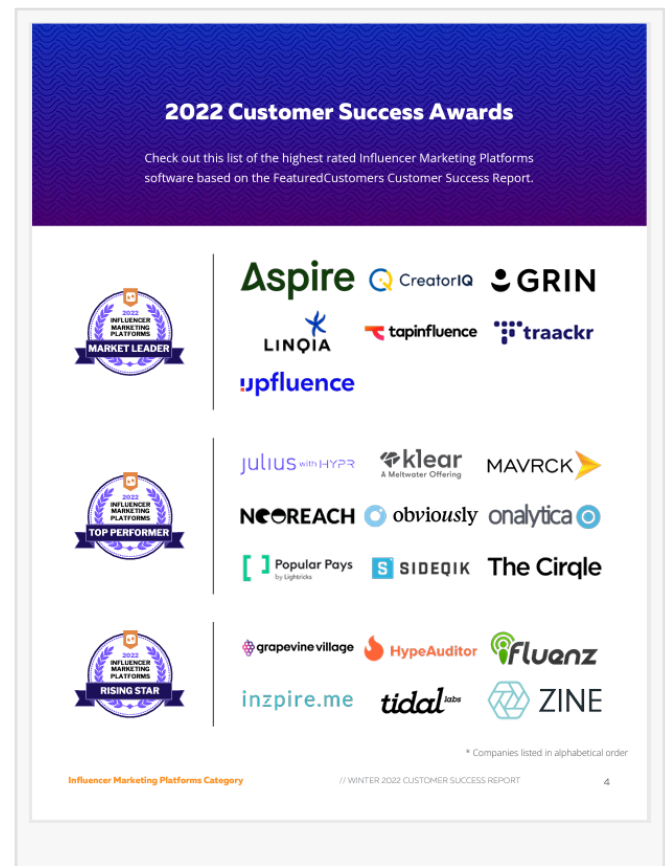 2022 Customer Success Awards
Check out this list of the highest rated Influencer Marketing Platforms
software based on the FeaturedCustomers Customer Success Report.
2022
INFLUENCER
MARKETING
PLATFORMS
MARKET LEADER
Aspire CreatorIQ GRIN
LINQIA tapinfluence traackr
upfluence
2022
INFLUENCER
MARKETING
PLATFORMS
TOP PERFORMER
JULIUS with HYPR klear MAVRCK
A Meltwater Offering
NEOREACH obviously onalytica
Popular Pays S SIDEQIK The Cirqle
by Lightricks
2022
INFLUENCER
MARKETING
PLATFORMS
RISING STAR
grapevine village HypeAuditor ifluenz
inzpire.me tidal labs ZINE
* Companies listed in alphabetical order
Influencer Marketing Platforms Category // WINTER 2022 CUSTOMER SUCCESS REPORT 4